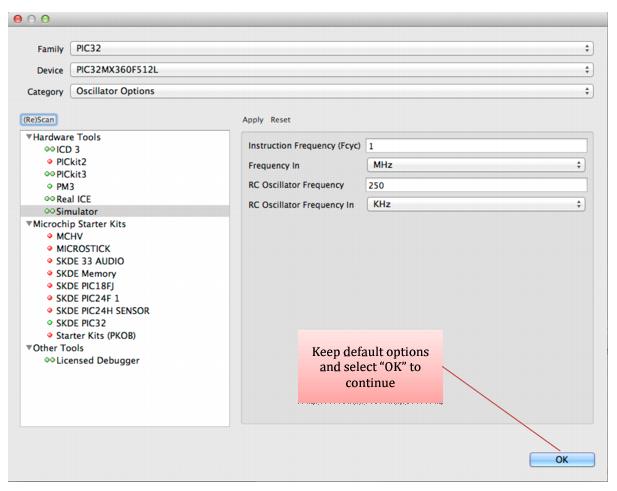 Family PIC32
Device PIC32MX360F512L
Category Oscillator Options
(Re)Scan
Apply Reset
Hardware Tools
ICD 3
PICkit2
PICkit3
PM3
Real ICE
Simulator
Microchip Starter Kits
MCHV
MICROSTICK
SKDE 33 AUDIO
SKDE Memory
SKDE PIC18FJ
SKDE PIC24F 1
SKDE PIC24H SENSOR
SKDE PIC32
Starter Kits (PKOB)
Other Tools
Licensed Debugger
Instruction Frequency (Fcyc) 1
Frequency In MHz
RC Oscillator Frequency 250
RC Oscillator Frequency In KHz
Keep default options
and select “OK” to
continue
OK